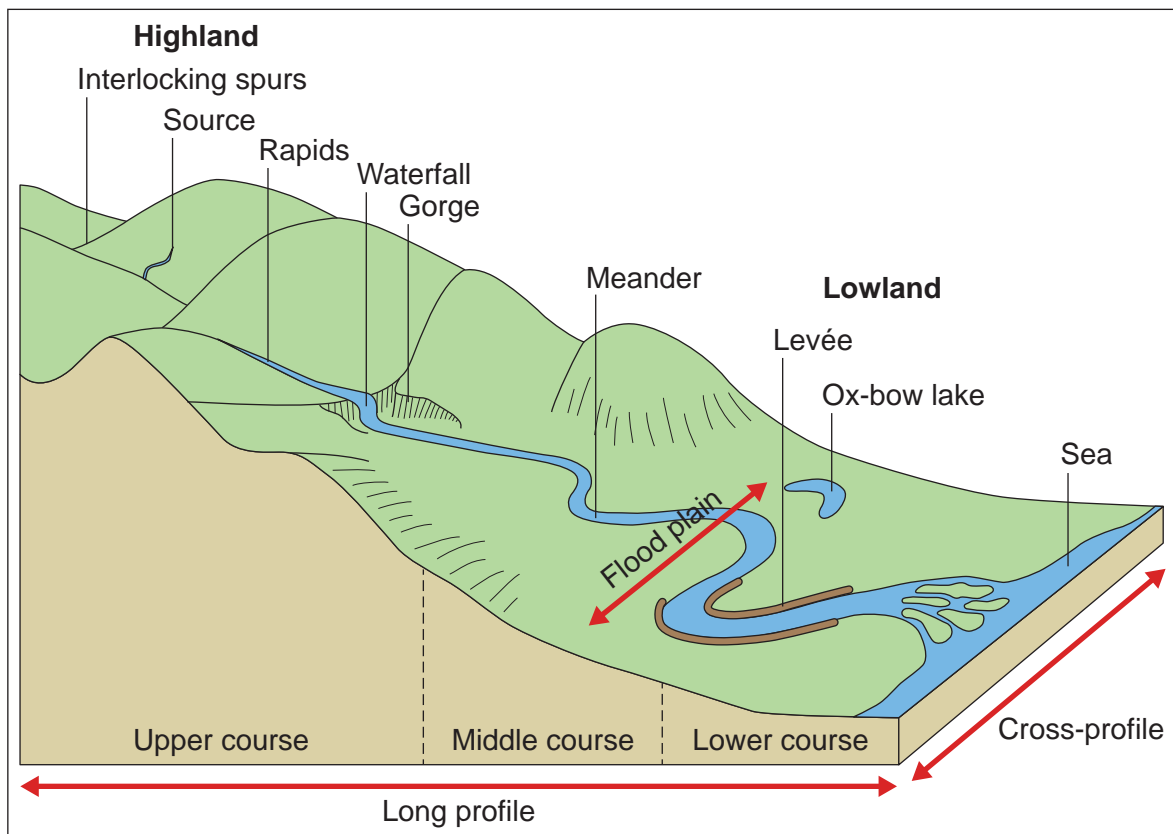 Highland
Interlocking spurs
Source
Rapids
Waterfall
Gorge
Meander
Lowland
Levée
Ox-bow lake
Sea
Flood plain
Upper course
Middle course
Lower course
Cross-profile
Long profile